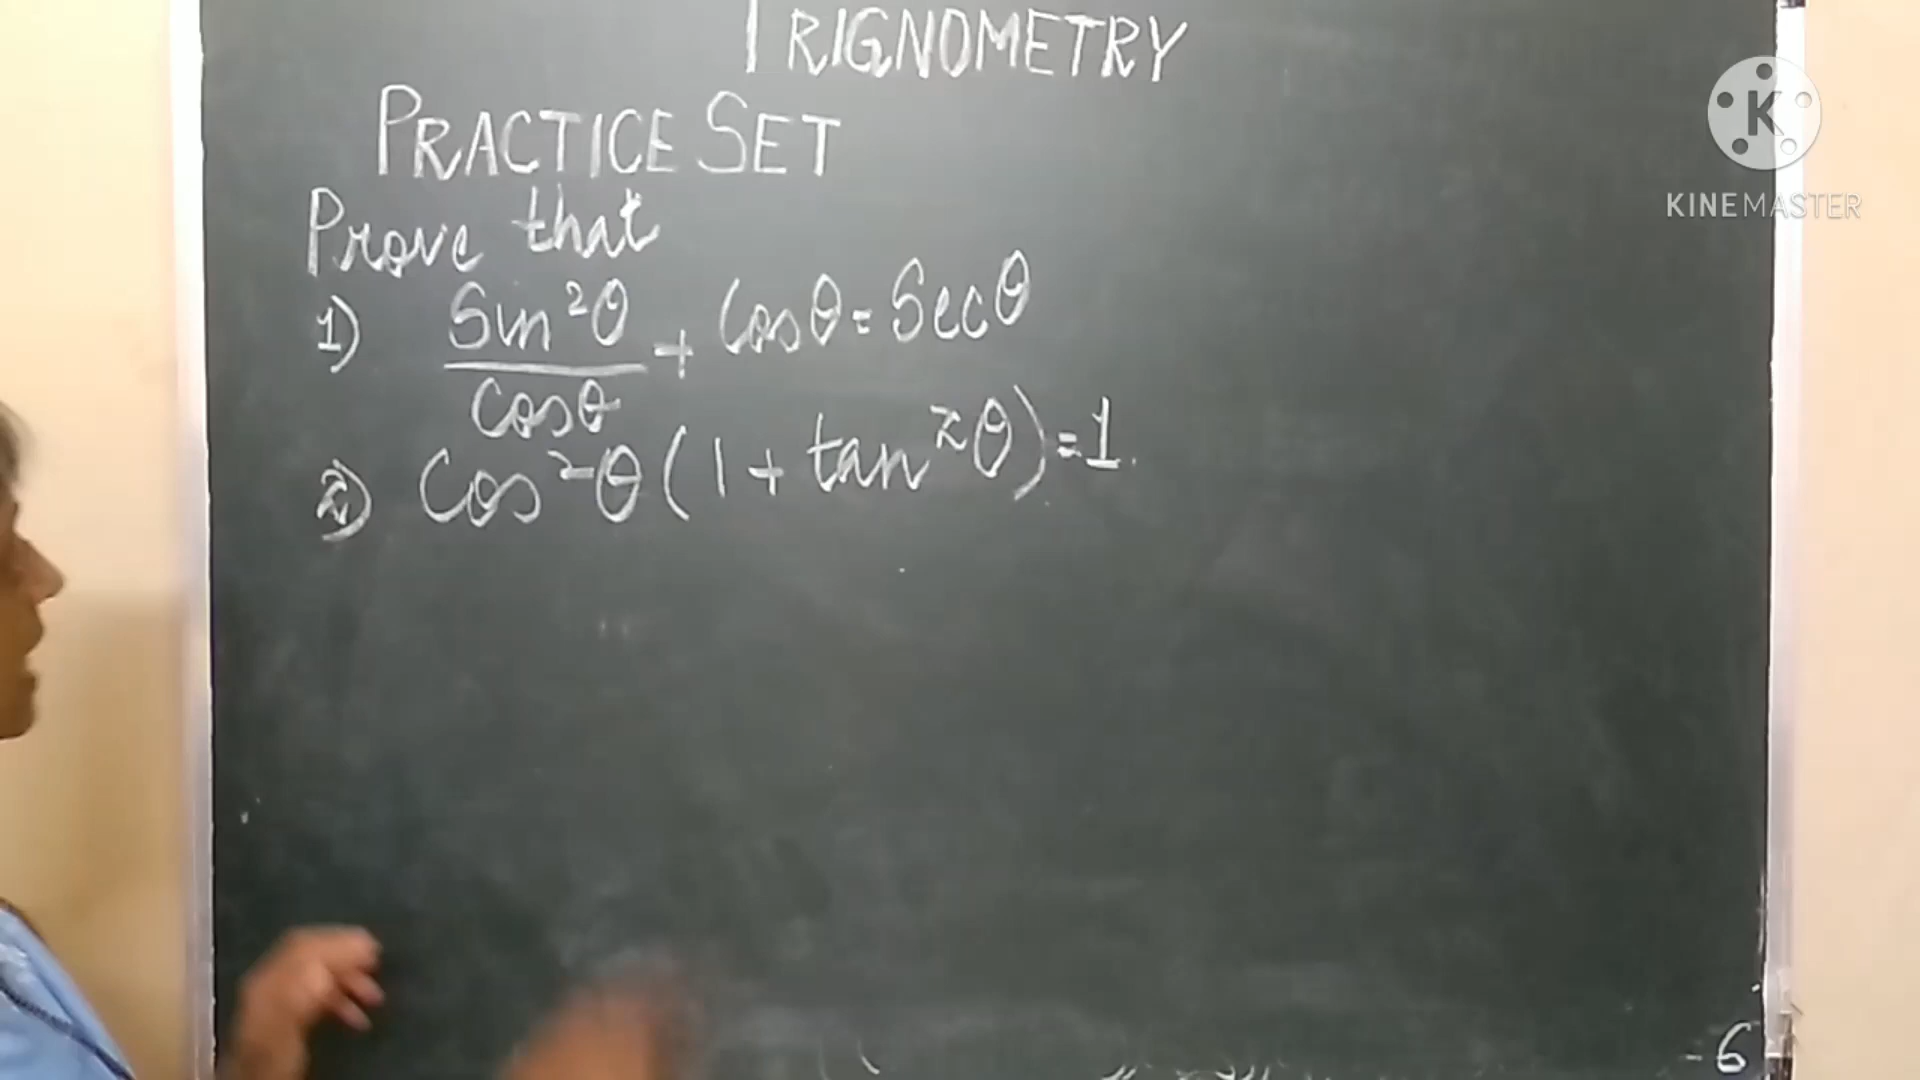 TRIGNOMETRY
PRACTICE SET
Prove that
1) Sin²θ/Cosθ + Cosθ = Secθ
2) Cos²θ (1 + tan²θ) = 1
K
KINEMASTER
- 6